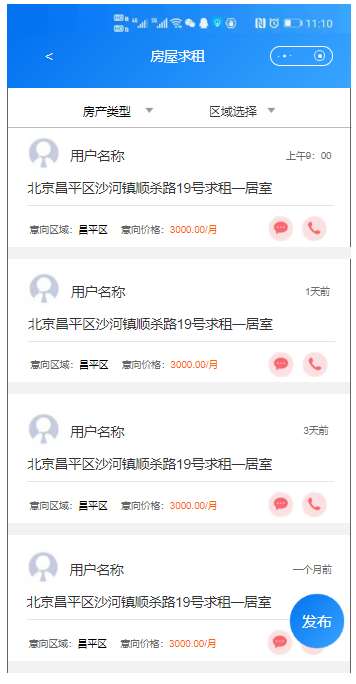 11:10
<
房屋求租
房产类型 区域选择
用户名称 上午9：00
北京昌平区沙河镇顺杀路19号求租一居室
意向区域: 昌平区 意向价格: 3000.00/月
用户名称 1天前
北京昌平区沙河镇顺杀路19号求租一居室
意向区域: 昌平区 意向价格: 3000.00/月
用户名称 3天前
北京昌平区沙河镇顺杀路19号求租一居室
意向区域: 昌平区 意向价格: 3000.00/月
用户名称 一个月前
北京昌平区沙河镇顺杀路19号求租一居室
发布
意向区域: 昌平区 意向价格: 3000.00/月